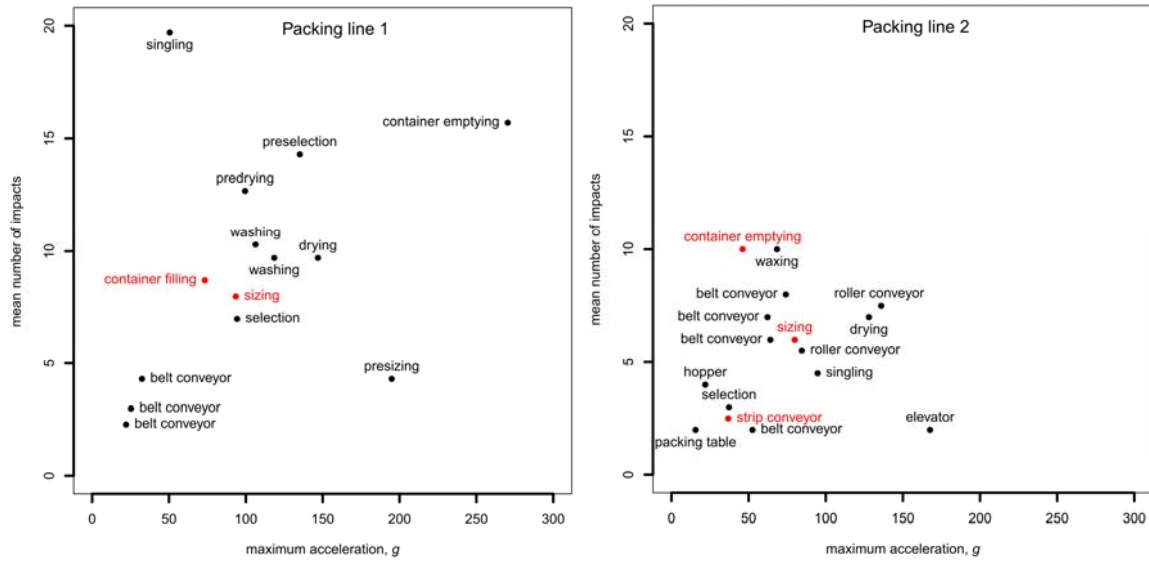 Packing line 1
singling
container emptying
preselection
predrying
washing
drying
washing
container filling
sizing
selection
presizing
belt conveyor
belt conveyor
belt conveyor
mean number of impacts
0
5
10
15
20
0
50
100
150
200
250
300
maximum acceleration, g
Packing line 2
container emptying
waxing
belt conveyor
roller conveyor
belt conveyor
sizing
drying
belt conveyor
roller conveyor
hopper
singling
selection
strip conveyor
elevator
packing table
belt conveyor
mean number of impacts
0
5
10
15
20
0
50
100
150
200
250
300
maximum acceleration, g